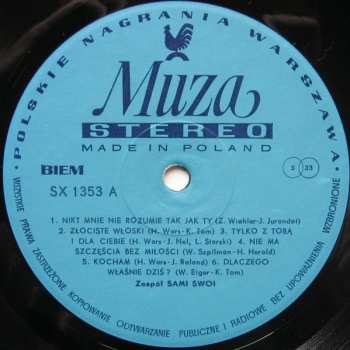 POLSKIE NAGRANIA WARSZAWA
Muza
STEREO
MADE IN POLAND
BIEM
S 33
SX 1353 A
1. NIKT MNIE NIE ROZUMIE TAK JAK TY (Z. Wiehler-J. Jurandot)
2. ZŁOCISTE WŁOSKI (H. Wars-K. Tom) 3. TYLKO Z TOBĄ
I DLA CIEBIE (H. Wars-J. Nel, L. Starski) 4. NIE MA
SZCZĘŚCIA BEZ MIŁOŚCI (W. Szpilman-H. Herold)
5. KOCHAM (H. Wars-J. Roland) 6. DLACZEGO
WŁAŚNIE DZIŚ? (W. Eiger-K. Tom)
Zespół SAMI SWOI
WSZYSTKIE PRAWA ZASTRZEŻONE KOPIOWANIE ODTWARZANIE PUBLICZNE I RADIOWE BEZ UPOWAŻNIENIA WZBRONIONE